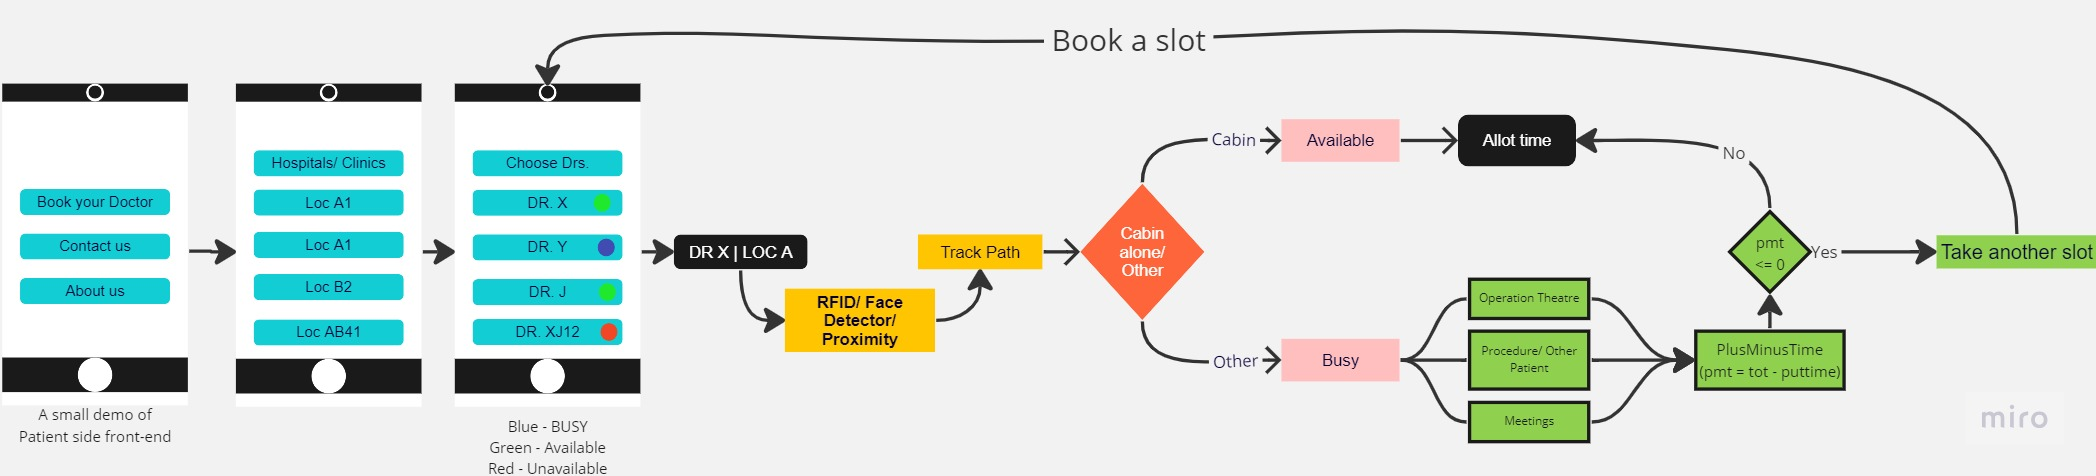 Book a slot
Book your Doctor
Contact us
About us
A small demo of
Patient side front-end
Hospitals/ Clinics
Loc A1
Loc A1
Loc B2
Loc AB41
Choose Drs.
DR. X
DR. Y
DR. J
DR. XJ12
Blue - BUSY
Green - Available
Red - Unavailable
DR X | LOC A
RFID/ Face
Detector/
Proximity
Track Path
Cabin
alone/
Other
Cabin
Available
Allot time
Other
Busy
Operation Theatre
Procedure/ Other
Patient
Meetings
PlusMinusTime
(pmt = tot - puttime)
pmt
<= 0
No
Yes
Take another slot
miro